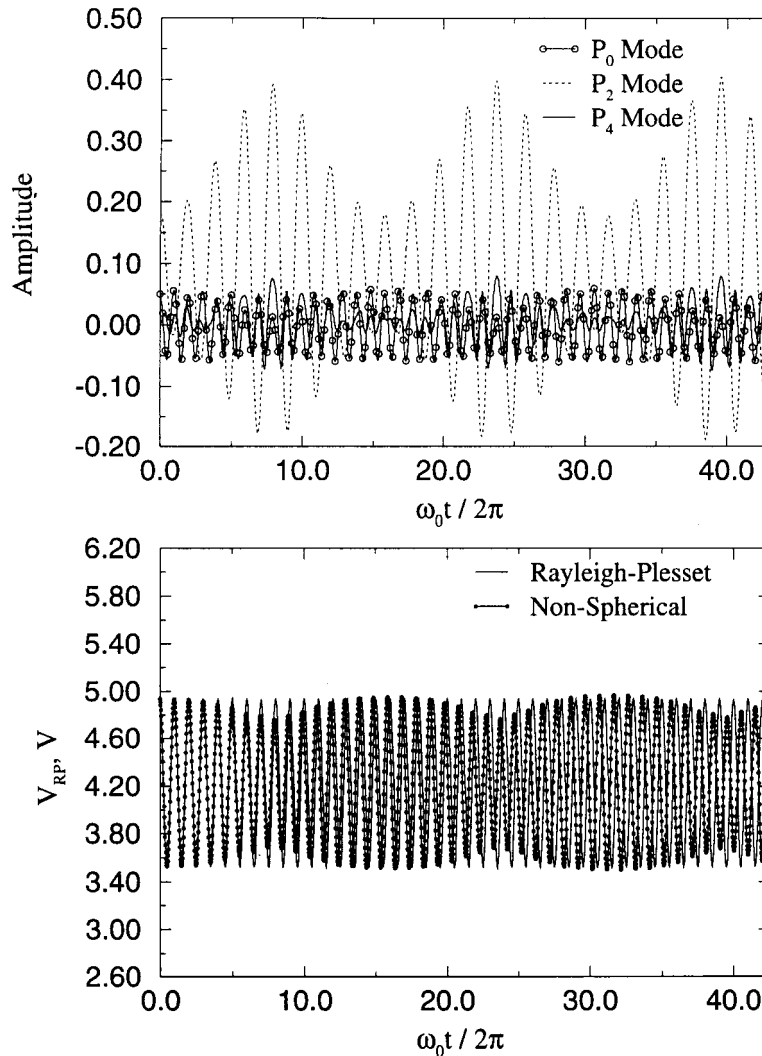 0.50
0.40
0.30
0.20
0.10
0.00
-0.10
-0.20
Amplitude
P0 Mode
P2 Mode
P4 Mode
0.0 10.0 20.0 30.0 40.0
ω0t / 2π
6.20
5.80
5.40
5.00
4.60
4.20
3.80
3.40
3.00
2.60
VRP, V
Rayleigh-Plesset
Non-Spherical
0.0 10.0 20.0 30.0 40.0
ω0t / 2π